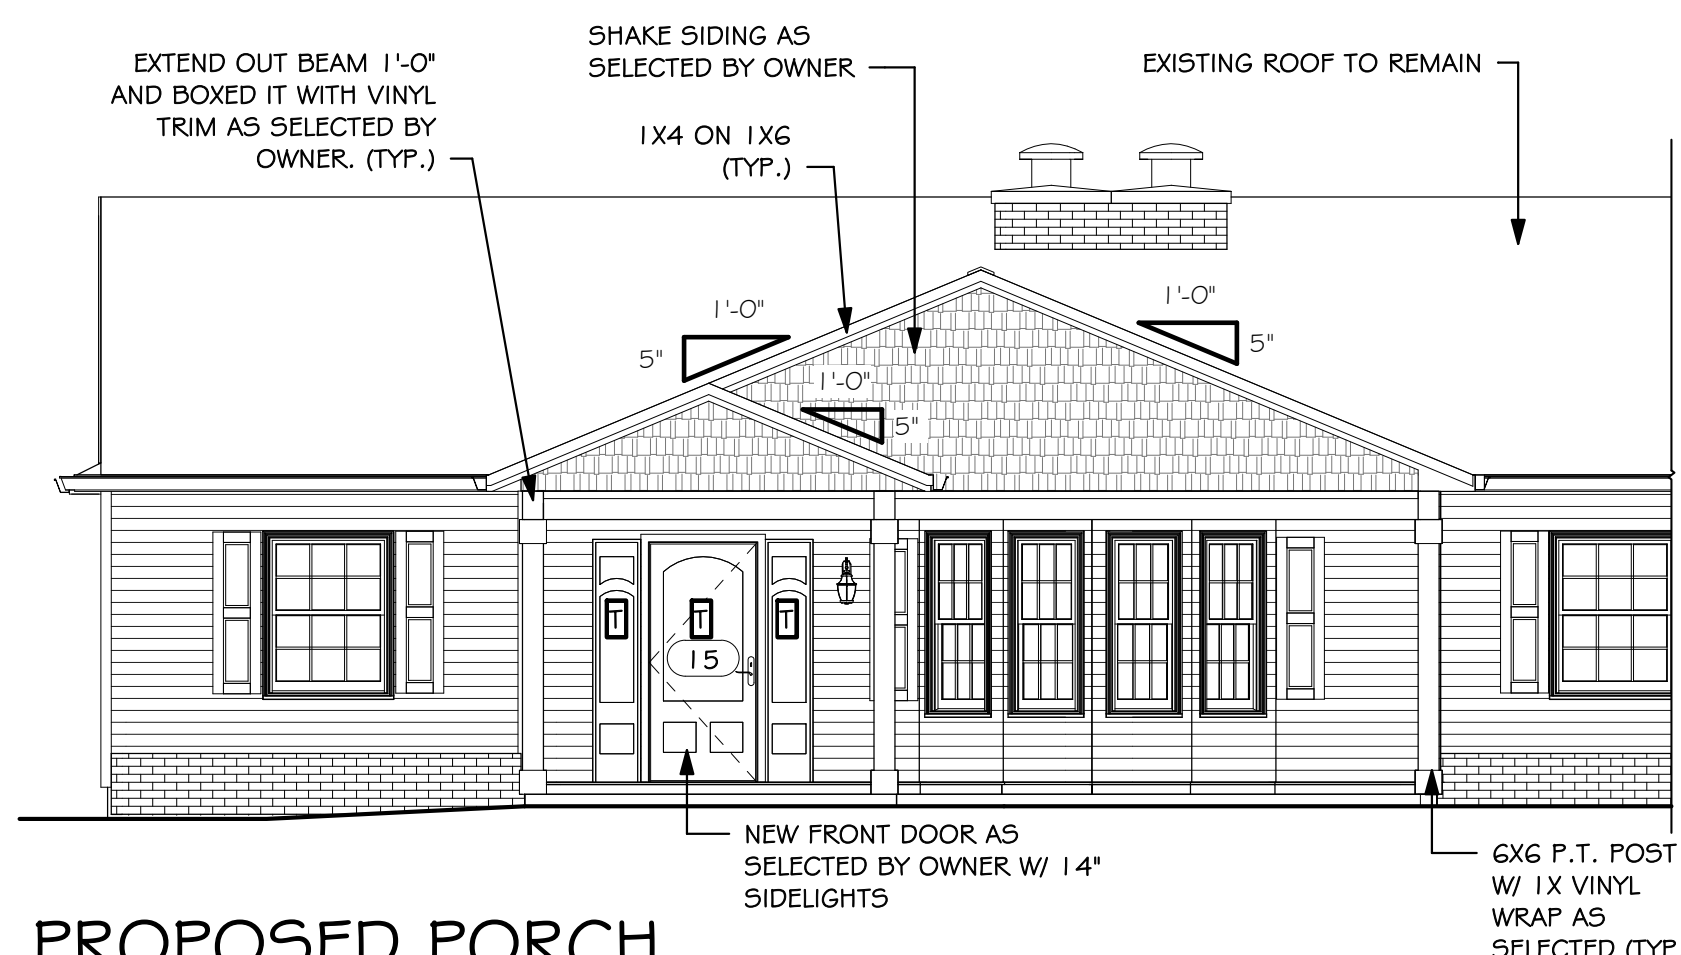 EXTEND OUT BEAM 1'-0"
AND BOXED IT WITH VINYL
TRIM AS SELECTED BY
OWNER. (TYP.)
SHAKE SIDING AS
SELECTED BY OWNER
1X4 ON 1X6
(TYP.)
EXISTING ROOF TO REMAIN
1'-0"
5"
1'-0"
5"
1'-0"
5"
T
T
T
15
NEW FRONT DOOR AS
SELECTED BY OWNER W/ 14"
SIDELIGHTS
6X6 P.T. POST
W/ 1X VINYL
WRAP AS
SELECTED (TYP
PROPOSED PORCH